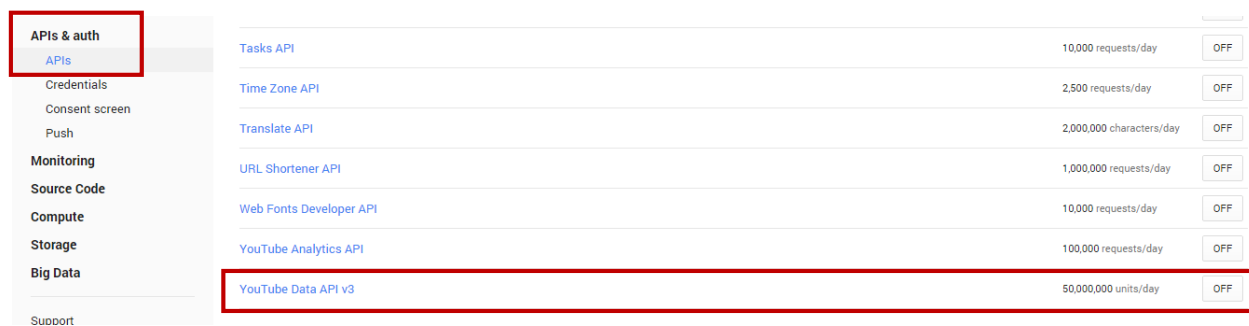 APIs & auth
APIs
Credentials
Consent screen
Push
Monitoring
Source Code
Compute
Storage
Big Data
Support
Tasks API 10,000 requests/day OFF
Time Zone API 2,500 requests/day OFF
Translate API 2,000,000 characters/day OFF
URL Shortener API 1,000,000 requests/day OFF
Web Fonts Developer API 10,000 requests/day OFF
YouTube Analytics API 100,000 requests/day OFF
YouTube Data API v3 50,000,000 units/day OFF